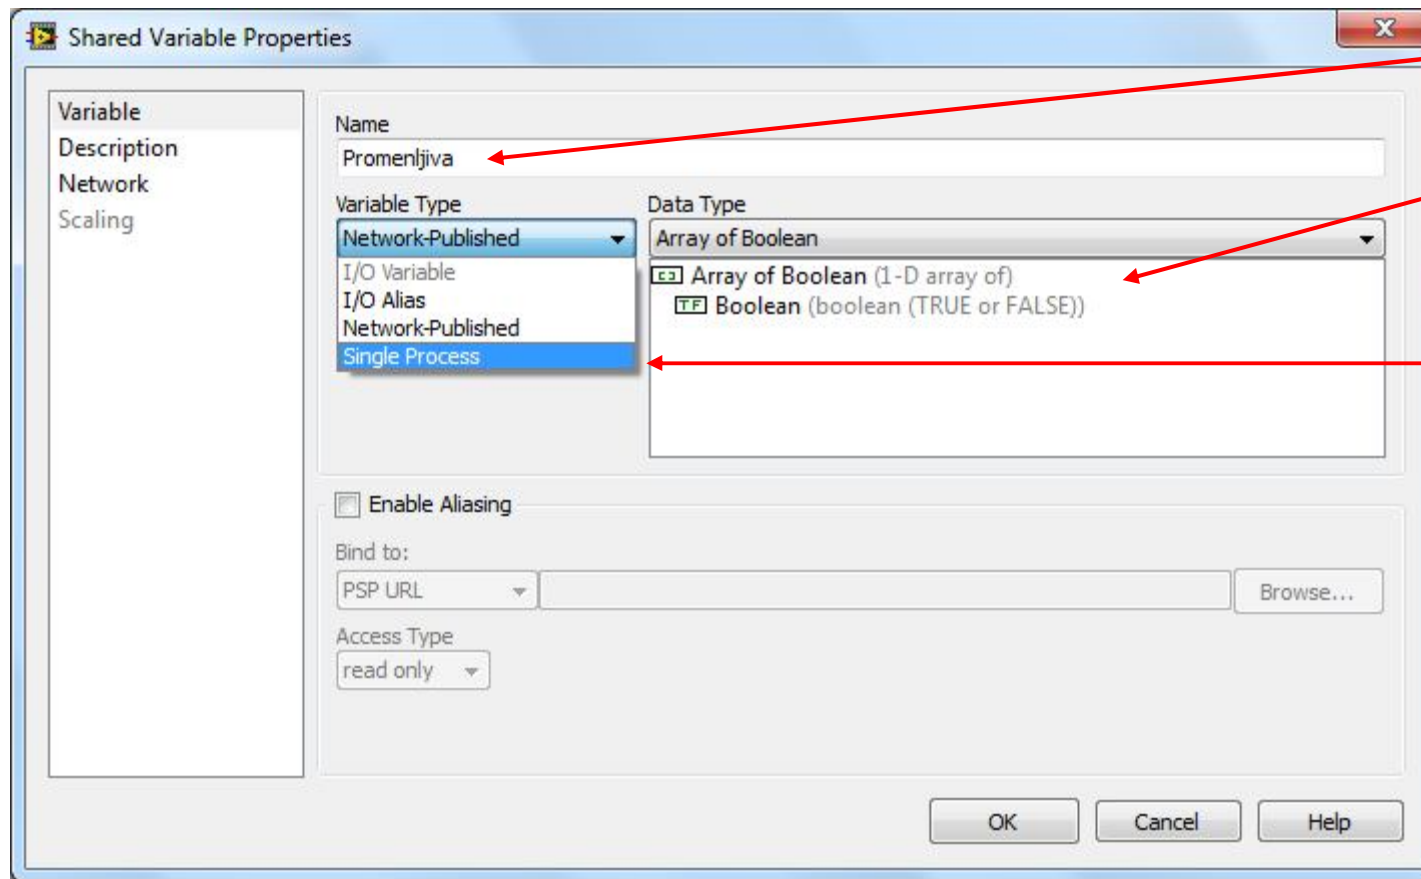 Shared Variable Properties
X
Variable
Description
Network
Scaling
Name
Promenljiva
Variable Type
Network-Published
I/O Variable
I/O Alias
Network-Published
Single Process
Data Type
Array of Boolean
Array of Boolean (1-D array of)
TF Boolean (boolean (TRUE or FALSE))
Enable Aliasing
Bind to:
PSP URL
Browse...
Access Type
read only
OK Cancel Help